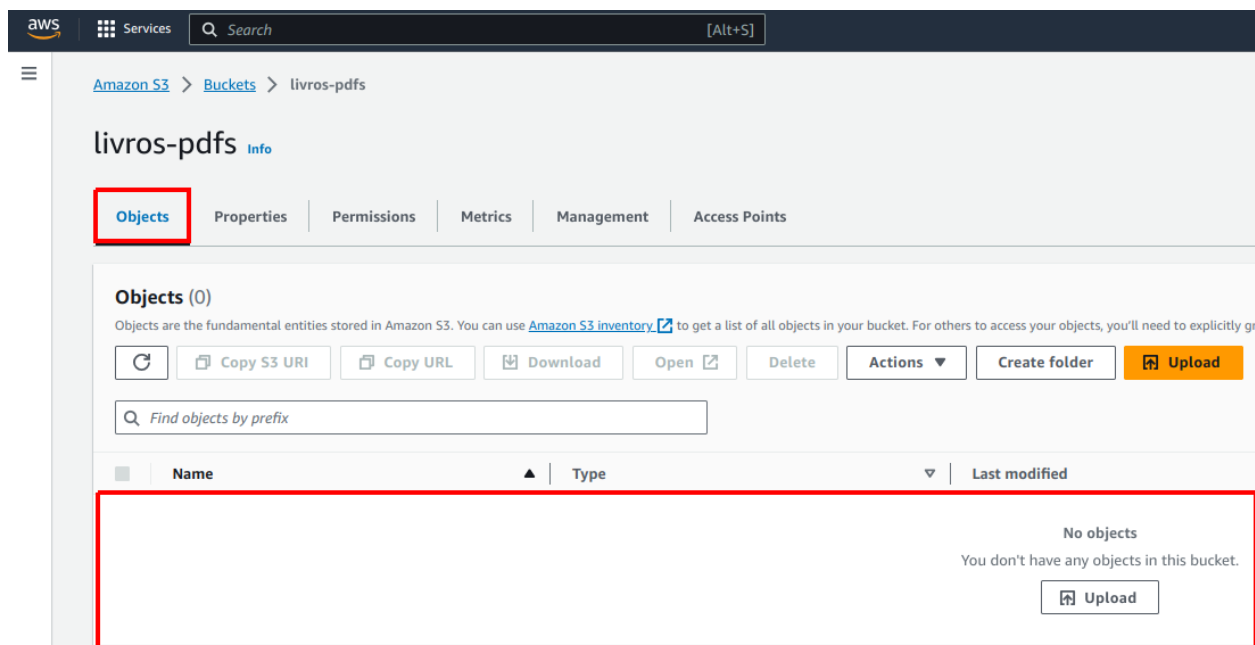 aws Services Search [Alt+S]
Amazon S3 > Buckets > livros-pdfs
livros-pdfs Info
Objects Properties Permissions Metrics Management Access Points
Objects (0)
Objects are the fundamental entities stored in Amazon S3. You can use Amazon S3 inventory to get a list of all objects in your bucket. For others to access your objects, you'll need to explicitly
Copy S3 URI Copy URL Download Open Delete Actions Create folder Upload
Find objects by prefix
Name Type Last modified
No objects
You don't have any objects in this bucket.
Upload